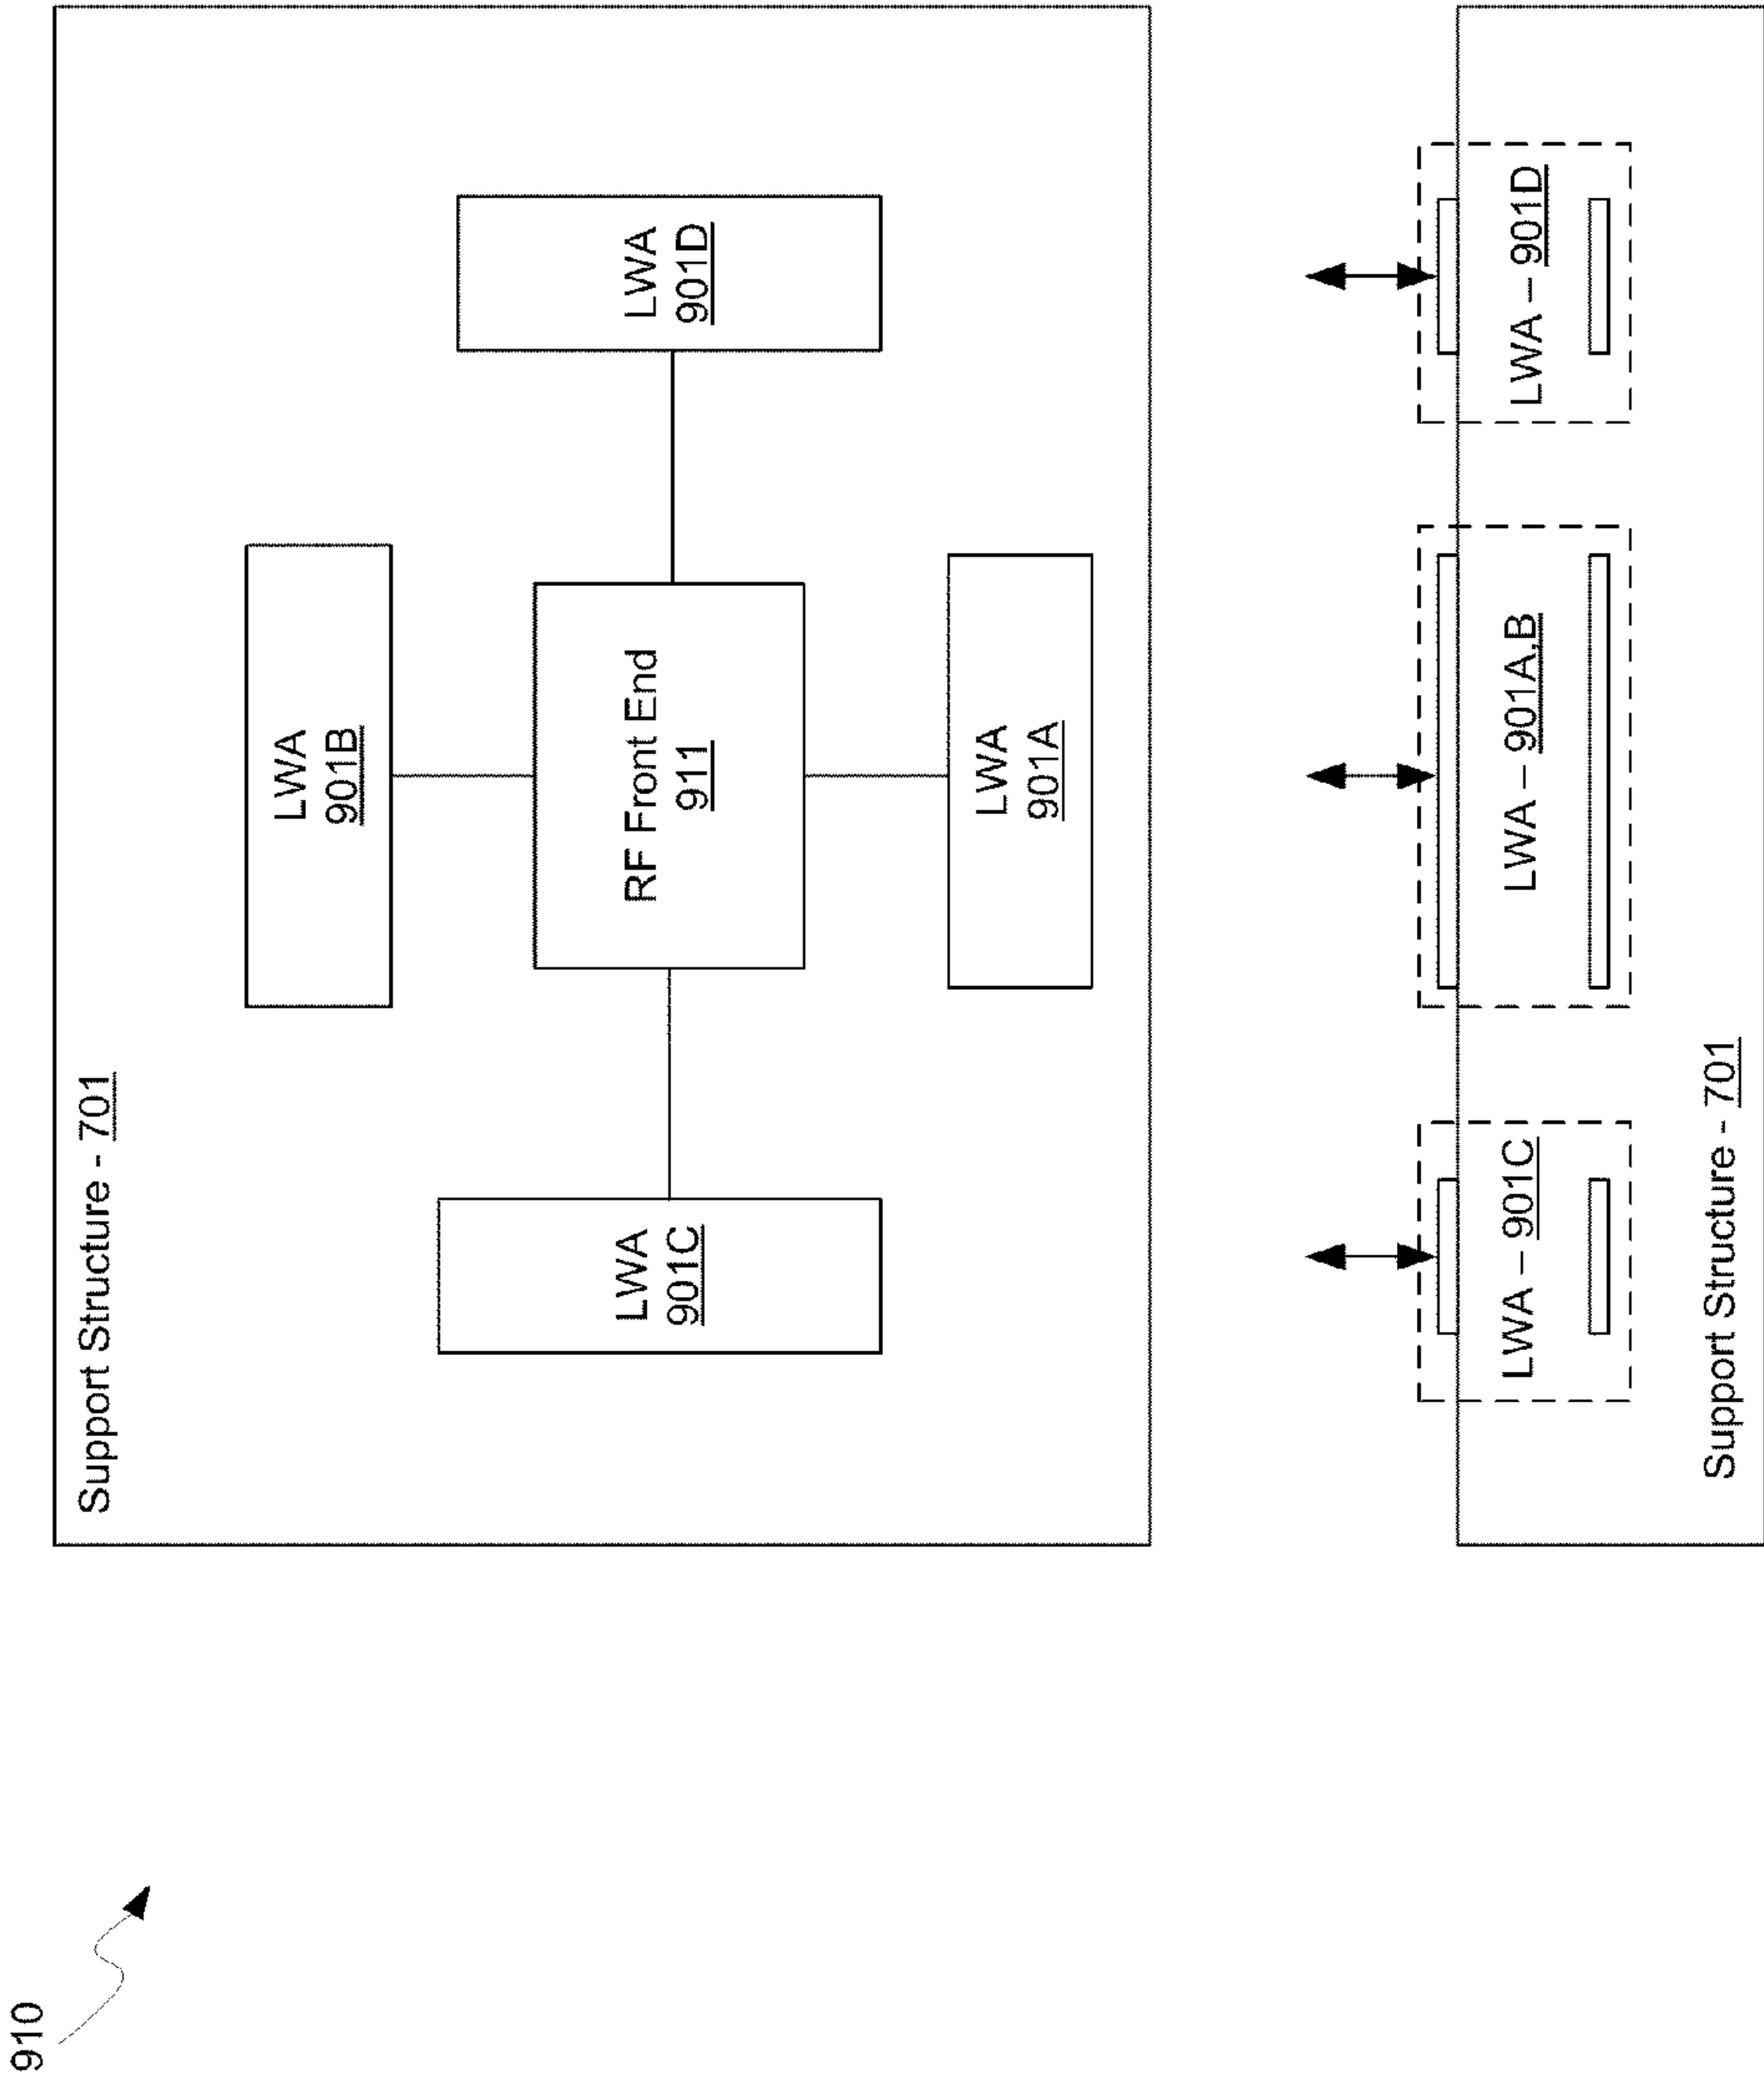 910
Support Structure - 701
LWA
901B
LWA
901C
RF Front End
911
LWA
901D
LWA
901A
LWA – 901C
LWA – 901A,B
LWA – 901D
Support Structure - 701